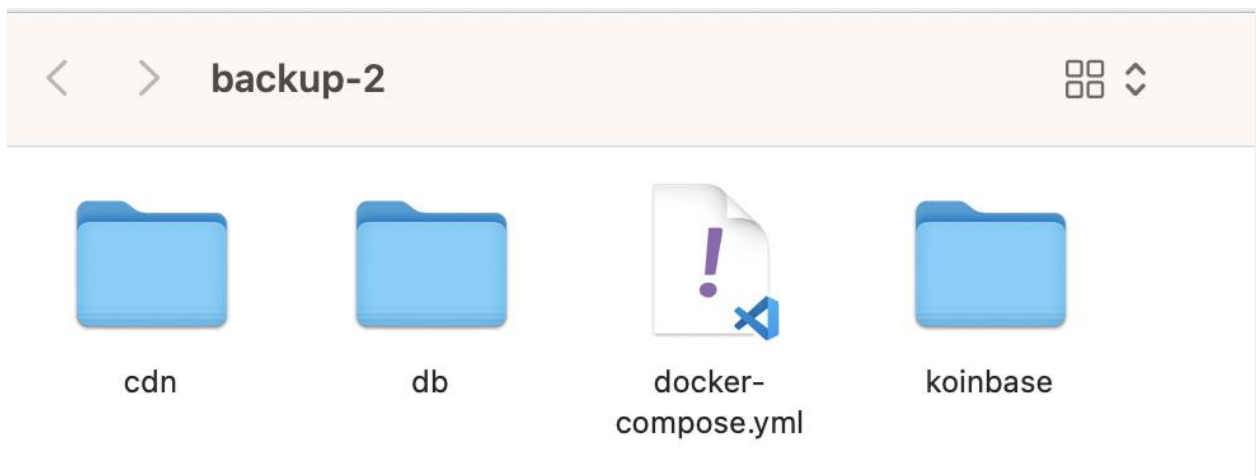 backup-2
cdn
db
docker-
compose.yml
koinbase